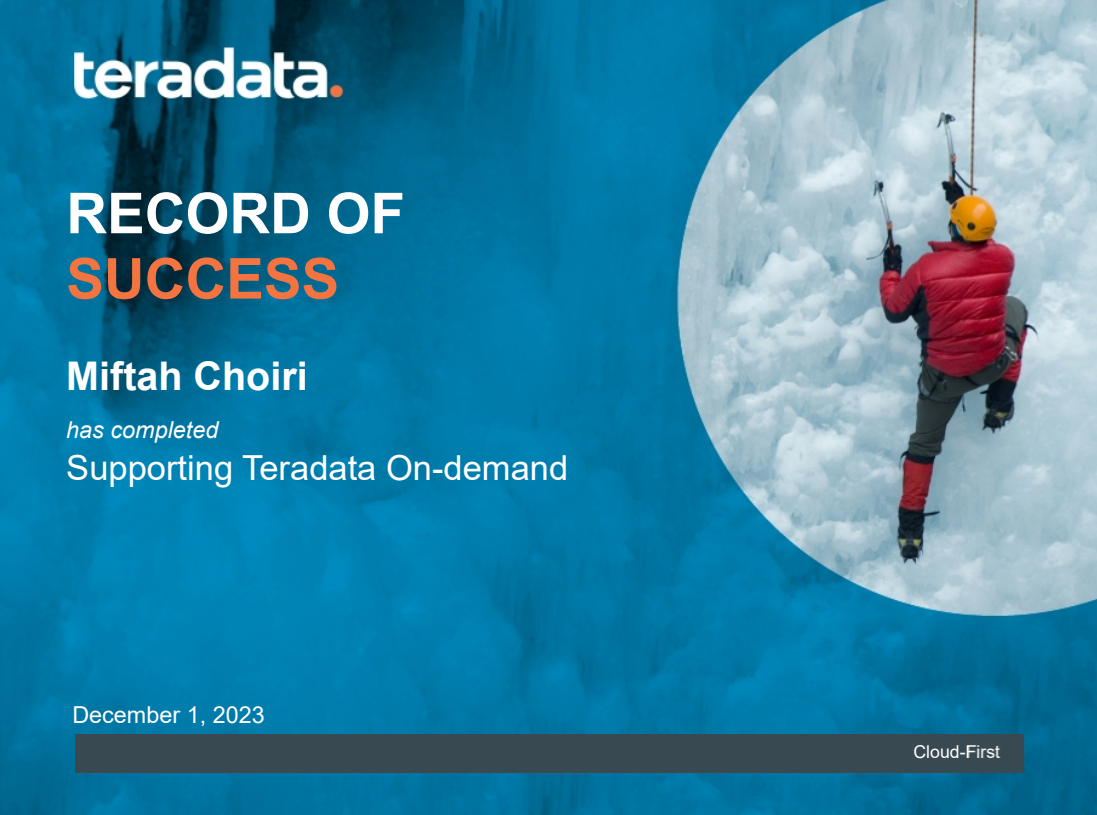 teradata.
RECORD OF
SUCCESS
Miftah Choiri
has completed
Supporting Teradata On-demand
December 1, 2023
Cloud-First